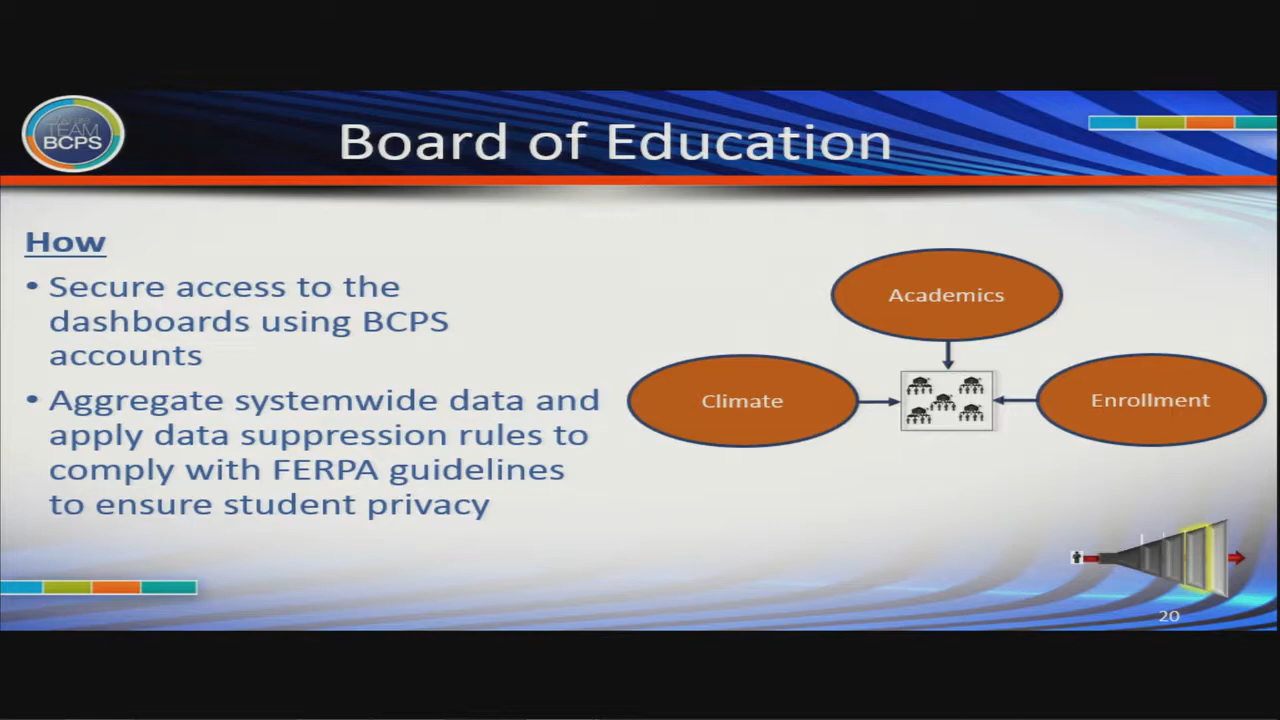 TEAM
BCPS
Board of Education
How
• Secure access to the
dashboards using BCPS
accounts
• Aggregate systemwide data and
apply data suppression rules to
comply with FERPA guidelines
to ensure student privacy
Academics
Climate
Enrollment
20